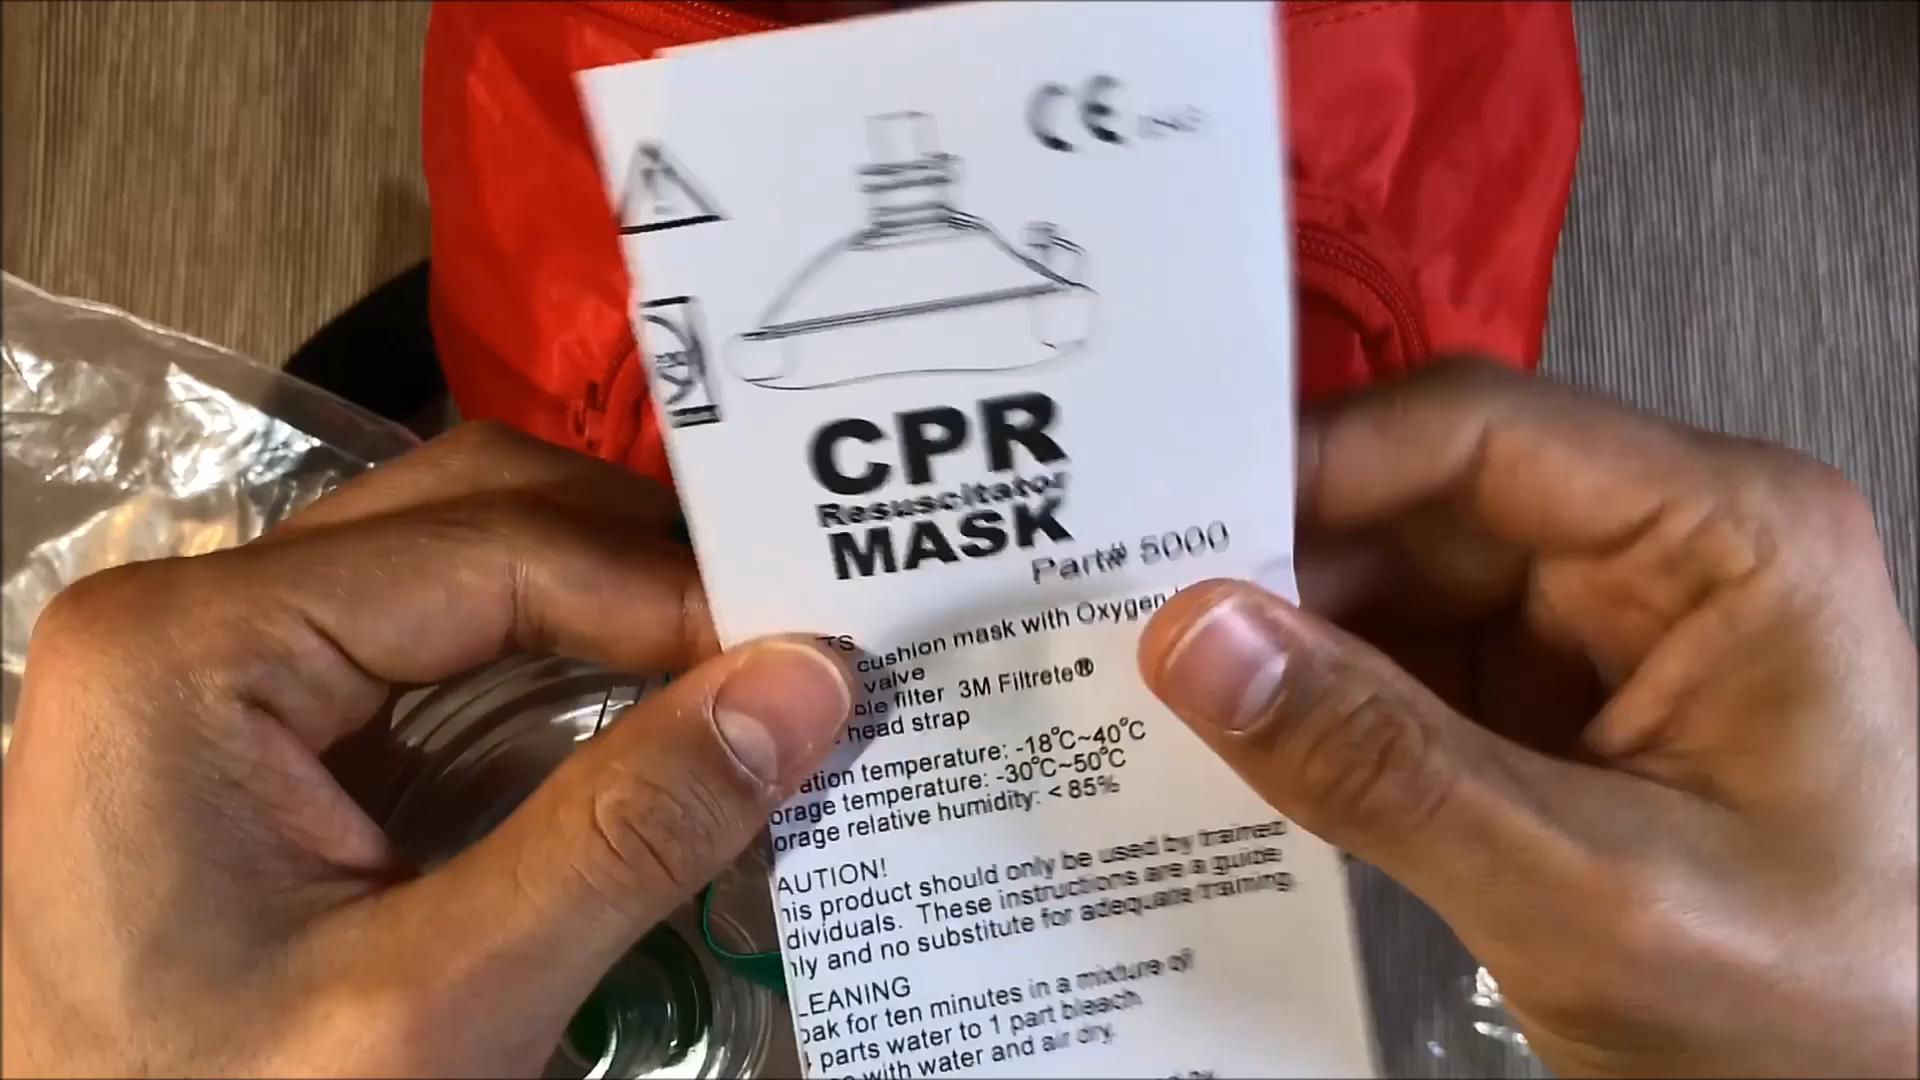 CE
CPR
Resuscitator
MASK
Part# 5000
TS
cushion mask with Oxygen
valve
ble filter 3M Filtrete®
head strap
ation temperature: -18°C~40°C
orage temperature: -30°C~50°C
orage relative humidity: < 85%
AUTION!
his product should only be used by trained
dividuals. These instructions are a guide
nly and no substitute for adequate training.
LEANING
oak for ten minutes in a mixture of
parts water to 1 part bleach
with water and air dry.